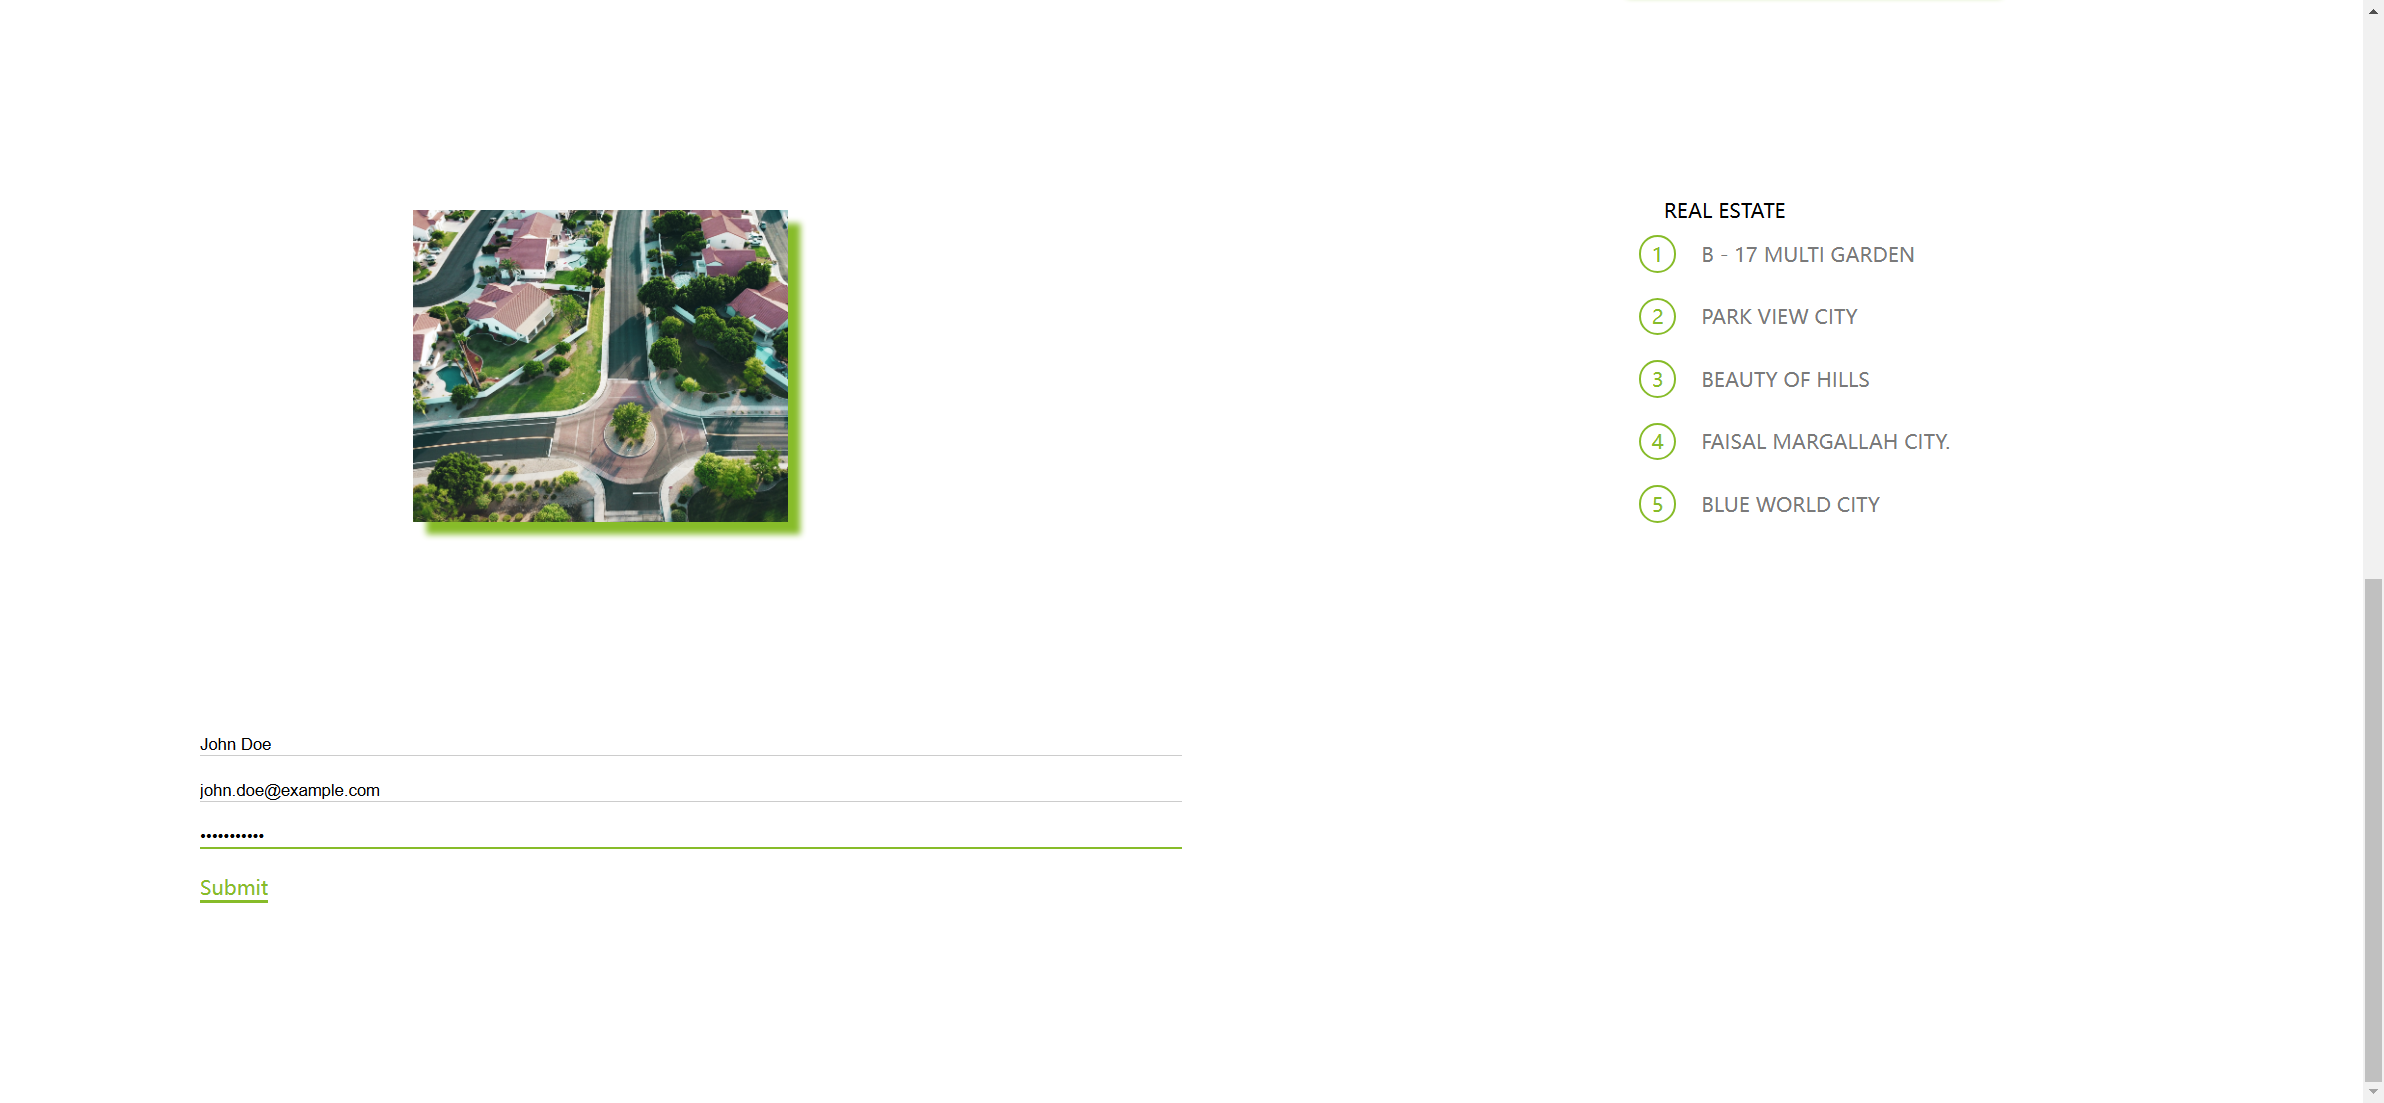 REAL ESTATE
1 B - 17 MULTI GARDEN
2 PARK VIEW CITY
3 BEAUTY OF HILLS
4 FAISAL MARGALLAH CITY.
5 BLUE WORLD CITY
John Doe
john.doe@example.com
•••••••••••
Submit